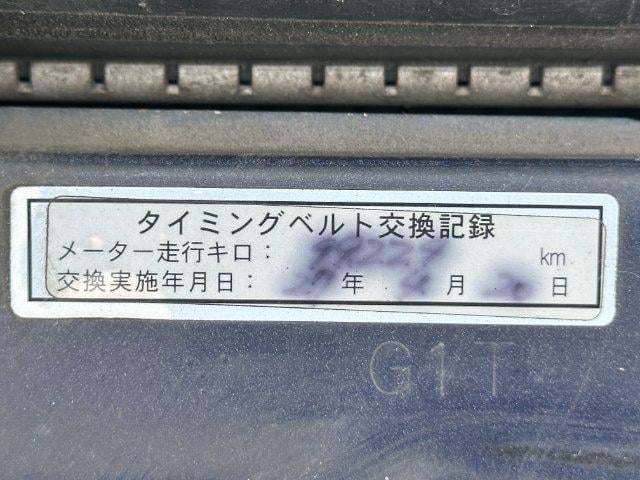 タイミングベルト交換記録
メーター走行キロ: km
交換実施年月日: 年 月 日
G1T